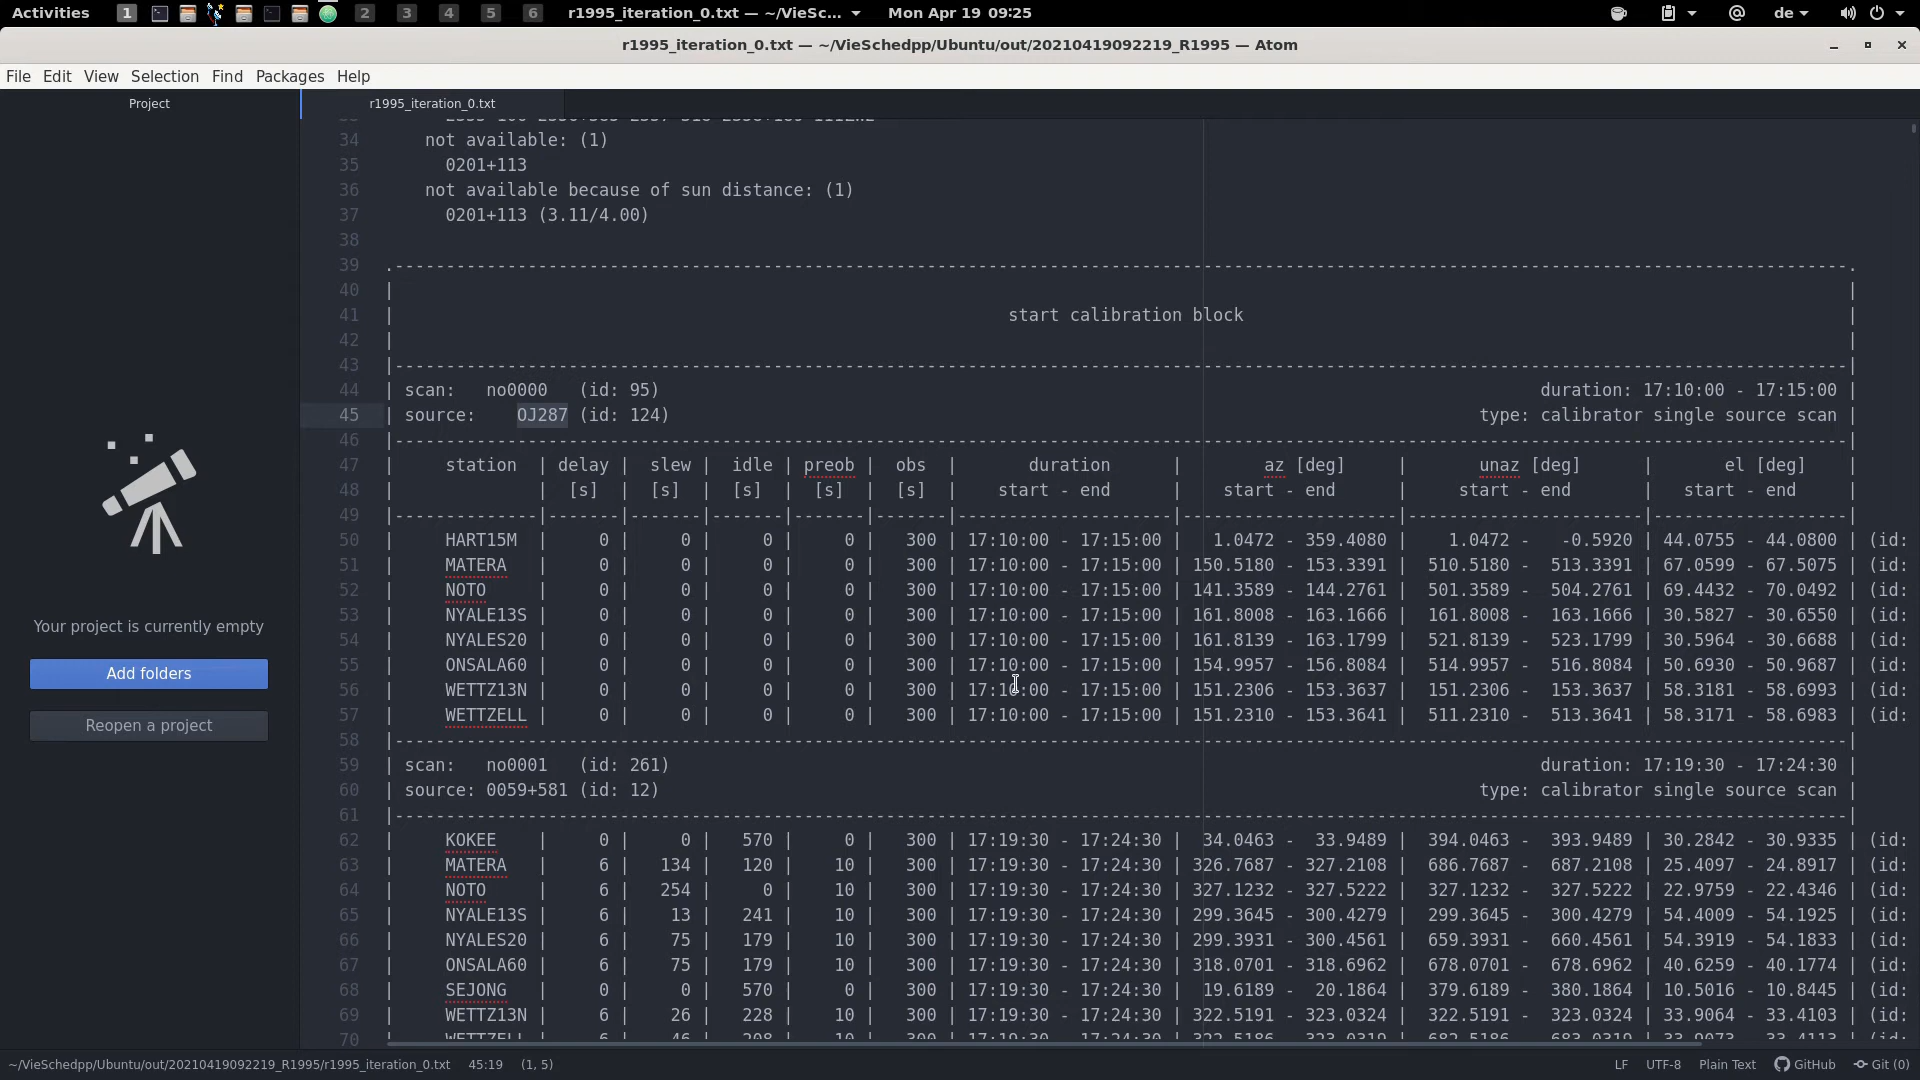 Activities 1 2 3 4 5 6 r1995_iteration_0.txt — ~/VieSc... Mon Apr 19 09:25 de
r1995_iteration_0.txt — ~/VieSchedpp/Ubuntu/out/20210419092219_R1995 — Atom
File Edit View Selection Find Packages Help
Project
r1995_iteration_0.txt
34 not available: (1)
35 0201+113
36 not available because of sun distance: (1)
37 0201+113 (3.11/4.00)
38
39 .----------------------------------------------------------------------------------------------------------------------------------------------.
40 | |
41 | start calibration block |
42 | |
43 |----------------------------------------------------------------------------------------------------------------------------------------------|
44 | scan: no0000 (id: 95) duration: 17:10:00 - 17:15:00 |
45 | source: OJ287 (id: 124) type: calibrator single source scan |
46 |----------------------------------------------------------------------------------------------------------------------------------------------|
47 | station | delay | slew | idle | preob | obs | duration | az [deg] | unaz [deg] | el [deg] |
48 | | [s] | [s] | [s] | [s] | [s] | start - end | start - end | start - end | start - end |
49 |--------------|-------|-------|-------|-------|-------|---------------------|---------------------|-----------------------|-------------------|
50 | HART15M | 0 | 0 | 0 | 0 | 300 | 17:10:00 - 17:15:00 | 1.0472 - 359.4080 | 1.0472 - -0.5920 | 44.0755 - 44.0800 | (id:
51 | MATERA | 0 | 0 | 0 | 0 | 300 | 17:10:00 - 17:15:00 | 150.5180 - 153.3391 | 510.5180 - 513.3391 | 67.0599 - 67.5075 | (id:
52 | NOTO | 0 | 0 | 0 | 0 | 300 | 17:10:00 - 17:15:00 | 141.3589 - 144.2761 | 501.3589 - 504.2761 | 69.4432 - 70.0492 | (id:
53 | NYALE13S | 0 | 0 | 0 | 0 | 300 | 17:10:00 - 17:15:00 | 161.8008 - 163.1666 | 161.8008 - 163.1666 | 30.5827 - 30.6550 | (id:
54 | NYALES20 | 0 | 0 | 0 | 0 | 300 | 17:10:00 - 17:15:00 | 161.8139 - 163.1799 | 521.8139 - 523.1799 | 30.5964 - 30.6688 | (id:
55 | ONSALA60 | 0 | 0 | 0 | 0 | 300 | 17:10:00 - 17:15:00 | 154.9957 - 156.8084 | 514.9957 - 516.8084 | 50.6930 - 50.9687 | (id:
56 | WETTZ13N | 0 | 0 | 0 | 0 | 300 | 17:10:00 - 17:15:00 | 151.2306 - 153.3637 | 151.2306 - 153.3637 | 58.3181 - 58.6993 | (id:
57 | WETTZELL | 0 | 0 | 0 | 0 | 300 | 17:10:00 - 17:15:00 | 151.2310 - 153.3641 | 511.2310 - 513.3641 | 58.3171 - 58.6983 | (id:
58 |----------------------------------------------------------------------------------------------------------------------------------------------|
59 | scan: no0001 (id: 261) duration: 17:19:30 - 17:24:30 |
60 | source: 0059+581 (id: 12) type: calibrator single source scan |
61 |----------------------------------------------------------------------------------------------------------------------------------------------|
62 | KOKEE | 0 | 0 | 570 | 0 | 300 | 17:19:30 - 17:24:30 | 34.0463 - 33.9489 | 394.0463 - 393.9489 | 30.2842 - 30.9335 | (id:
63 | MATERA | 6 | 134 | 120 | 10 | 300 | 17:19:30 - 17:24:30 | 326.7687 - 327.2108 | 686.7687 - 687.2108 | 25.4097 - 24.8917 | (id:
64 | NOTO | 6 | 254 | 0 | 10 | 300 | 17:19:30 - 17:24:30 | 327.1232 - 327.5222 | 327.1232 - 327.5222 | 22.9759 - 22.4346 | (id:
65 | NYALE13S | 6 | 13 | 241 | 10 | 300 | 17:19:30 - 17:24:30 | 299.3645 - 300.4279 | 299.3645 - 300.4279 | 54.4009 - 54.1925 | (id:
66 | NYALES20 | 6 | 75 | 179 | 10 | 300 | 17:19:30 - 17:24:30 | 299.3931 - 300.4561 | 659.3931 - 660.4561 | 54.3919 - 54.1833 | (id:
67 | ONSALA60 | 6 | 75 | 179 | 10 | 300 | 17:19:30 - 17:24:30 | 318.0701 - 318.6962 | 678.0701 - 678.6962 | 40.6259 - 40.1774 | (id:
68 | SEJONG | 0 | 0 | 570 | 0 | 300 | 17:19:30 - 17:24:30 | 19.6189 - 20.1864 | 379.6189 - 380.1864 | 10.5016 - 10.8445 | (id:
69 | WETTZ13N | 6 | 26 | 228 | 10 | 300 | 17:19:30 - 17:24:30 | 322.5191 - 323.0324 | 322.5191 - 323.0324 | 33.9064 - 33.4103 | (id:
70
Your project is currently empty
Add folders
Reopen a project
~/VieSchedpp/Ubuntu/out/20210419092219_R1995/r1995_iteration_0.txt 45:19 (1, 5) LF UTF-8 Plain Text GitHub Git (0)